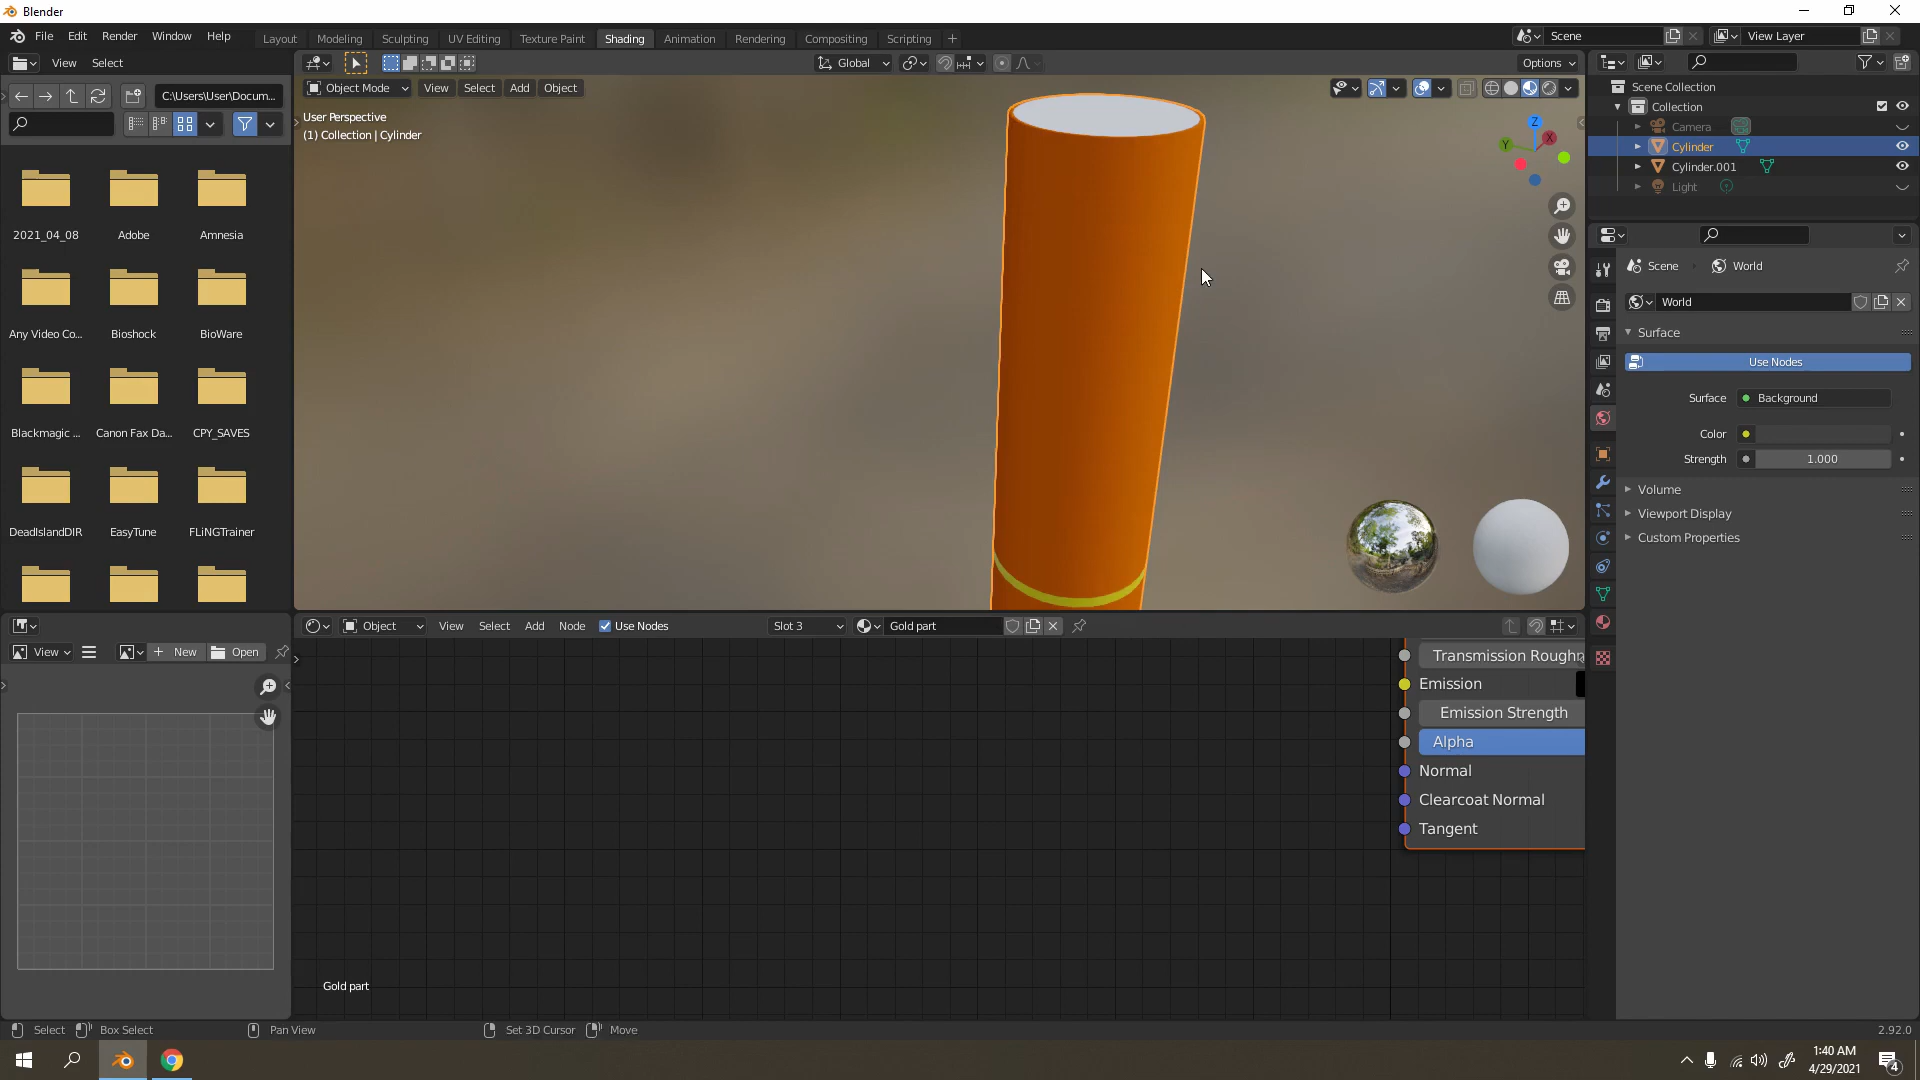 Blender
File Edit Render Window Help
Layout Modeling Sculpting UV Editing Texture Paint Shading Animation Rendering Compositing Scripting +
Scene
View Layer
View Select
Global
Options
C:\Users\User\Docum...
Object Mode View Select Add Object
User Perspective
(1) Collection | Cylinder
Z
X
Y
2021_04_08 Adobe Amnesia
Any Video Co... Bioshock BioWare
Blackmagic ... Canon Fax Da... CPY_SAVES
DeadIslandDIR EasyTune FLiNGTrainer
Scene Collection
Collection
Camera
Cylinder
Cylinder.001
Light
Scene World
World
Surface
Use Nodes
Surface Background
Color
Strength 1.000
Volume
Viewport Display
Custom Properties
Object View Select Add Node Use Nodes Slot 3 Gold part
View New Open
Transmission Roughn
Emission
Emission Strength
Alpha
Normal
Clearcoat Normal
Tangent
Gold part
Select Box Select Pan View Set 3D Cursor Move 2.92.0
1:40 AM
4/29/2021
4